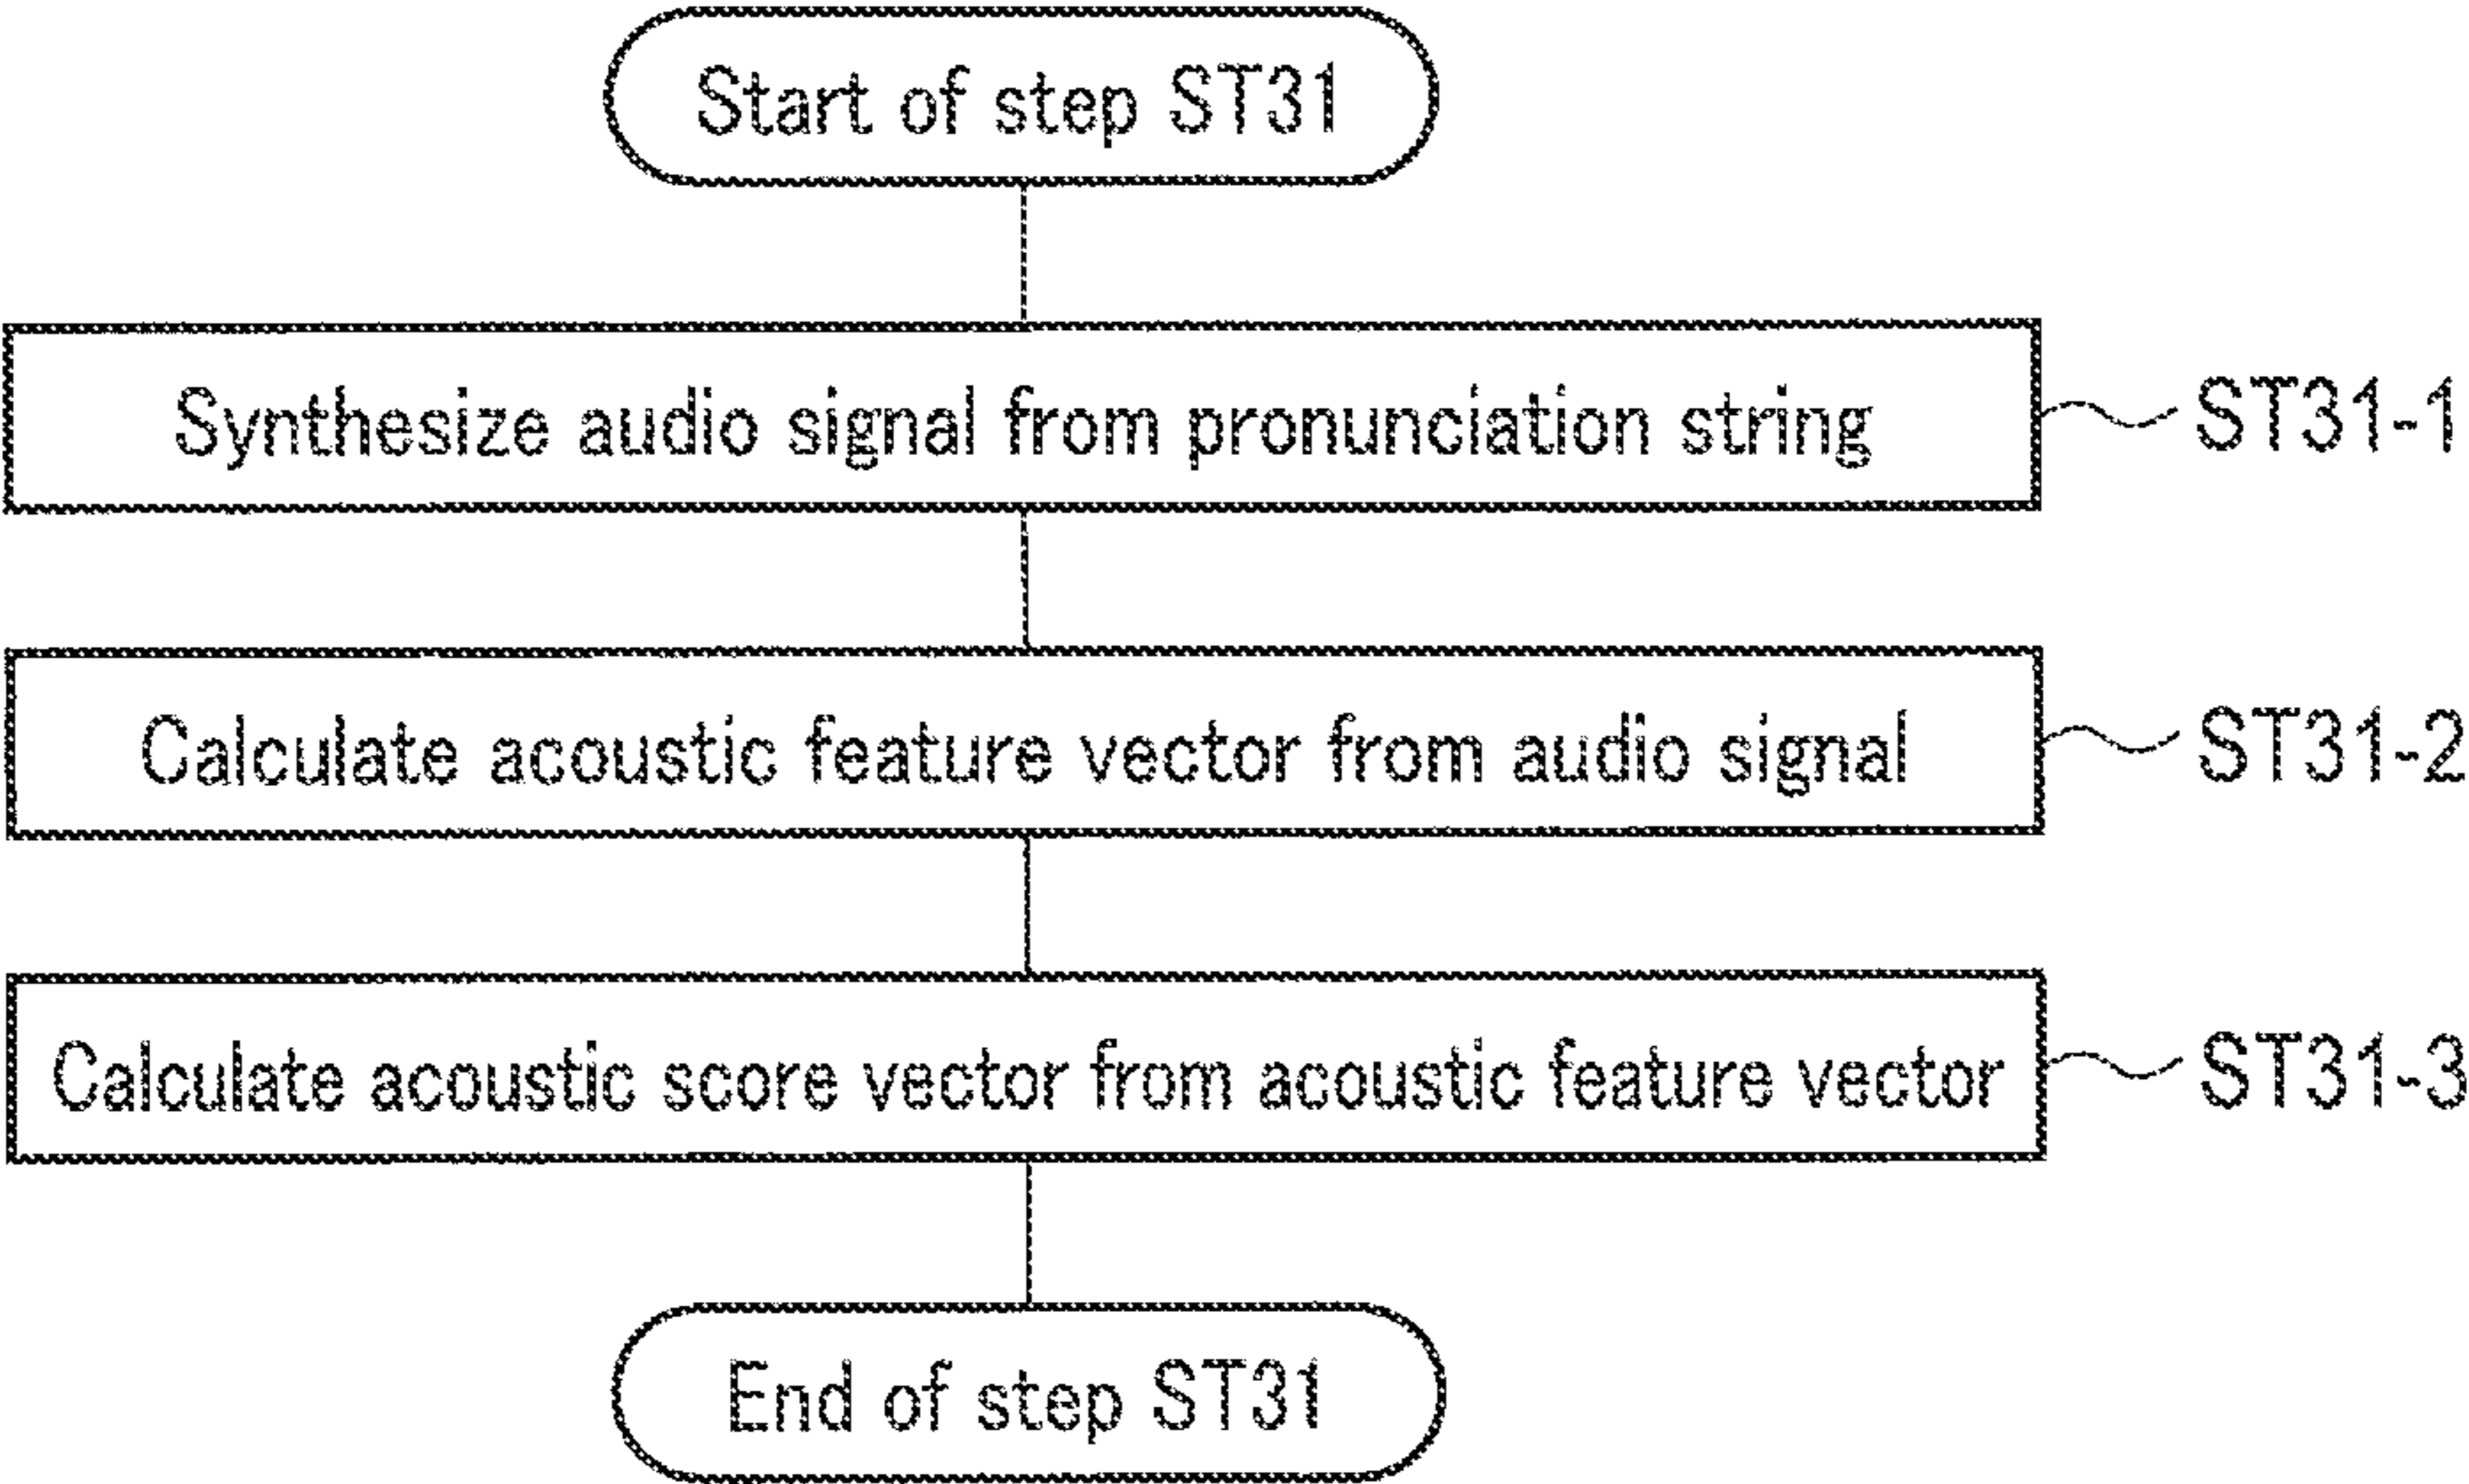 Start of step ST31
Synthesize audio signal from pronunciation string
ST31-1
Calculate acoustic feature vector from audio signal
ST31-2
Calculate acoustic score vector from acoustic feature vector
ST31-3
End of step ST31